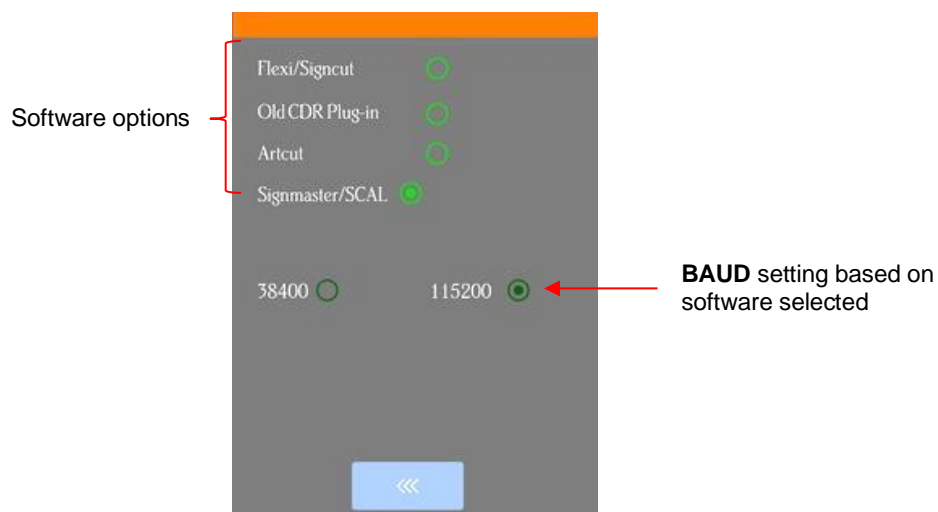 Software options
Flexi/Signcut
Old CDR Plug-in
Artcut
Signmaster/SCAL
38400
115200
BAUD setting based on
software selected